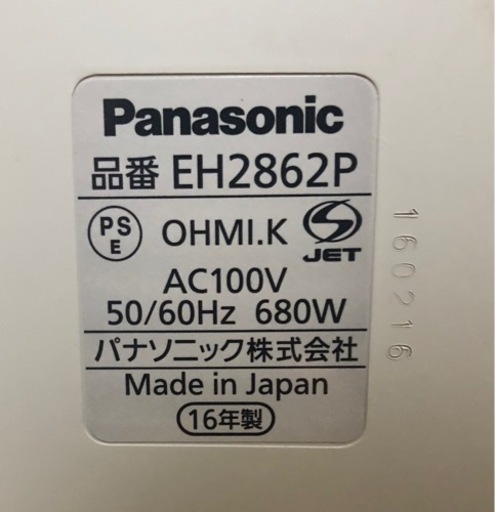 Panasonic
品番 EH2862P
PS E OHMI.K S JET
AC100V
50/60Hz 680W
パナソニック株式会社
Made in Japan
16年製
160216